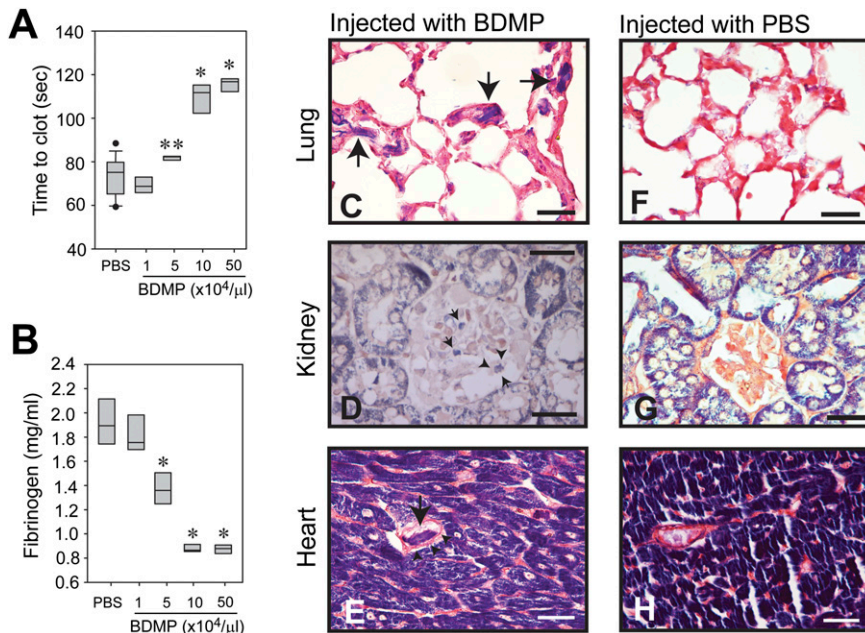 A
Time to clot (sec)
140
120
100
80
60
40
*
*
**
PBS
1
5
10
50
BDMP (x10⁴/µl)
B
Fibrinogen (mg/ml)
2.4
2.2
2.0
1.8
1.6
1.4
1.2
1.0
0.8
0.6
*
*
*
PBS
1
5
10
50
BDMP (x10⁴/µl)
Injected with BDMP
Injected with PBS
Lung
C
F
Kidney
D
G
Heart
E
H